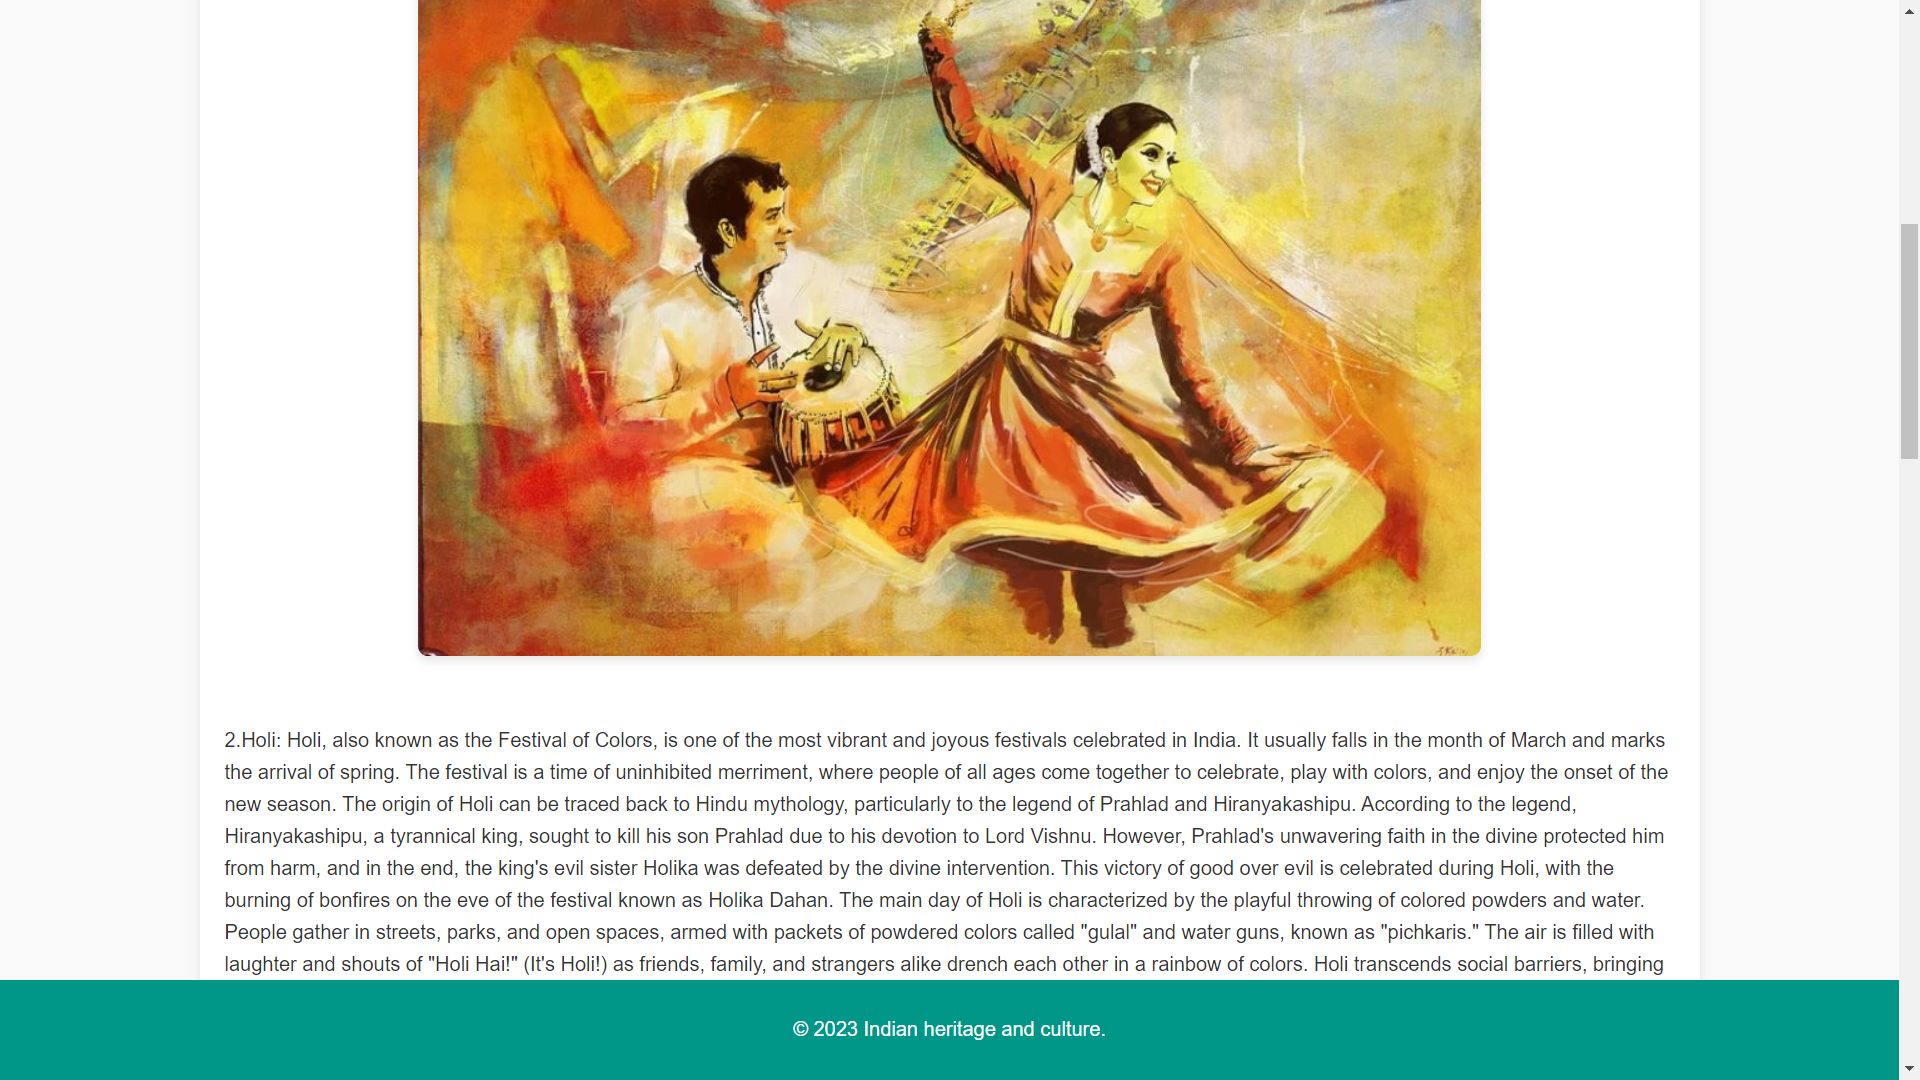 2.Holi: Holi, also known as the Festival of Colors, is one of the most vibrant and joyous festivals celebrated in India. It usually falls in the month of March and marks
the arrival of spring. The festival is a time of uninhibited merriment, where people of all ages come together to celebrate, play with colors, and enjoy the onset of the
new season. The origin of Holi can be traced back to Hindu mythology, particularly to the legend of Prahlad and Hiranyakashipu. According to the legend,
Hiranyakashipu, a tyrannical king, sought to kill his son Prahlad due to his devotion to Lord Vishnu. However, Prahlad's unwavering faith in the divine protected him
from harm, and in the end, the king's evil sister Holika was defeated by the divine intervention. This victory of good over evil is celebrated during Holi, with the
burning of bonfires on the eve of the festival known as Holika Dahan. The main day of Holi is characterized by the playful throwing of colored powders and water.
People gather in streets, parks, and open spaces, armed with packets of powdered colors called "gulal" and water guns, known as "pichkaris." The air is filled with
laughter and shouts of "Holi Hai!" (It's Holi!) as friends, family, and strangers alike drench each other in a rainbow of colors. Holi transcends social barriers, bringing
© 2023 Indian heritage and culture.